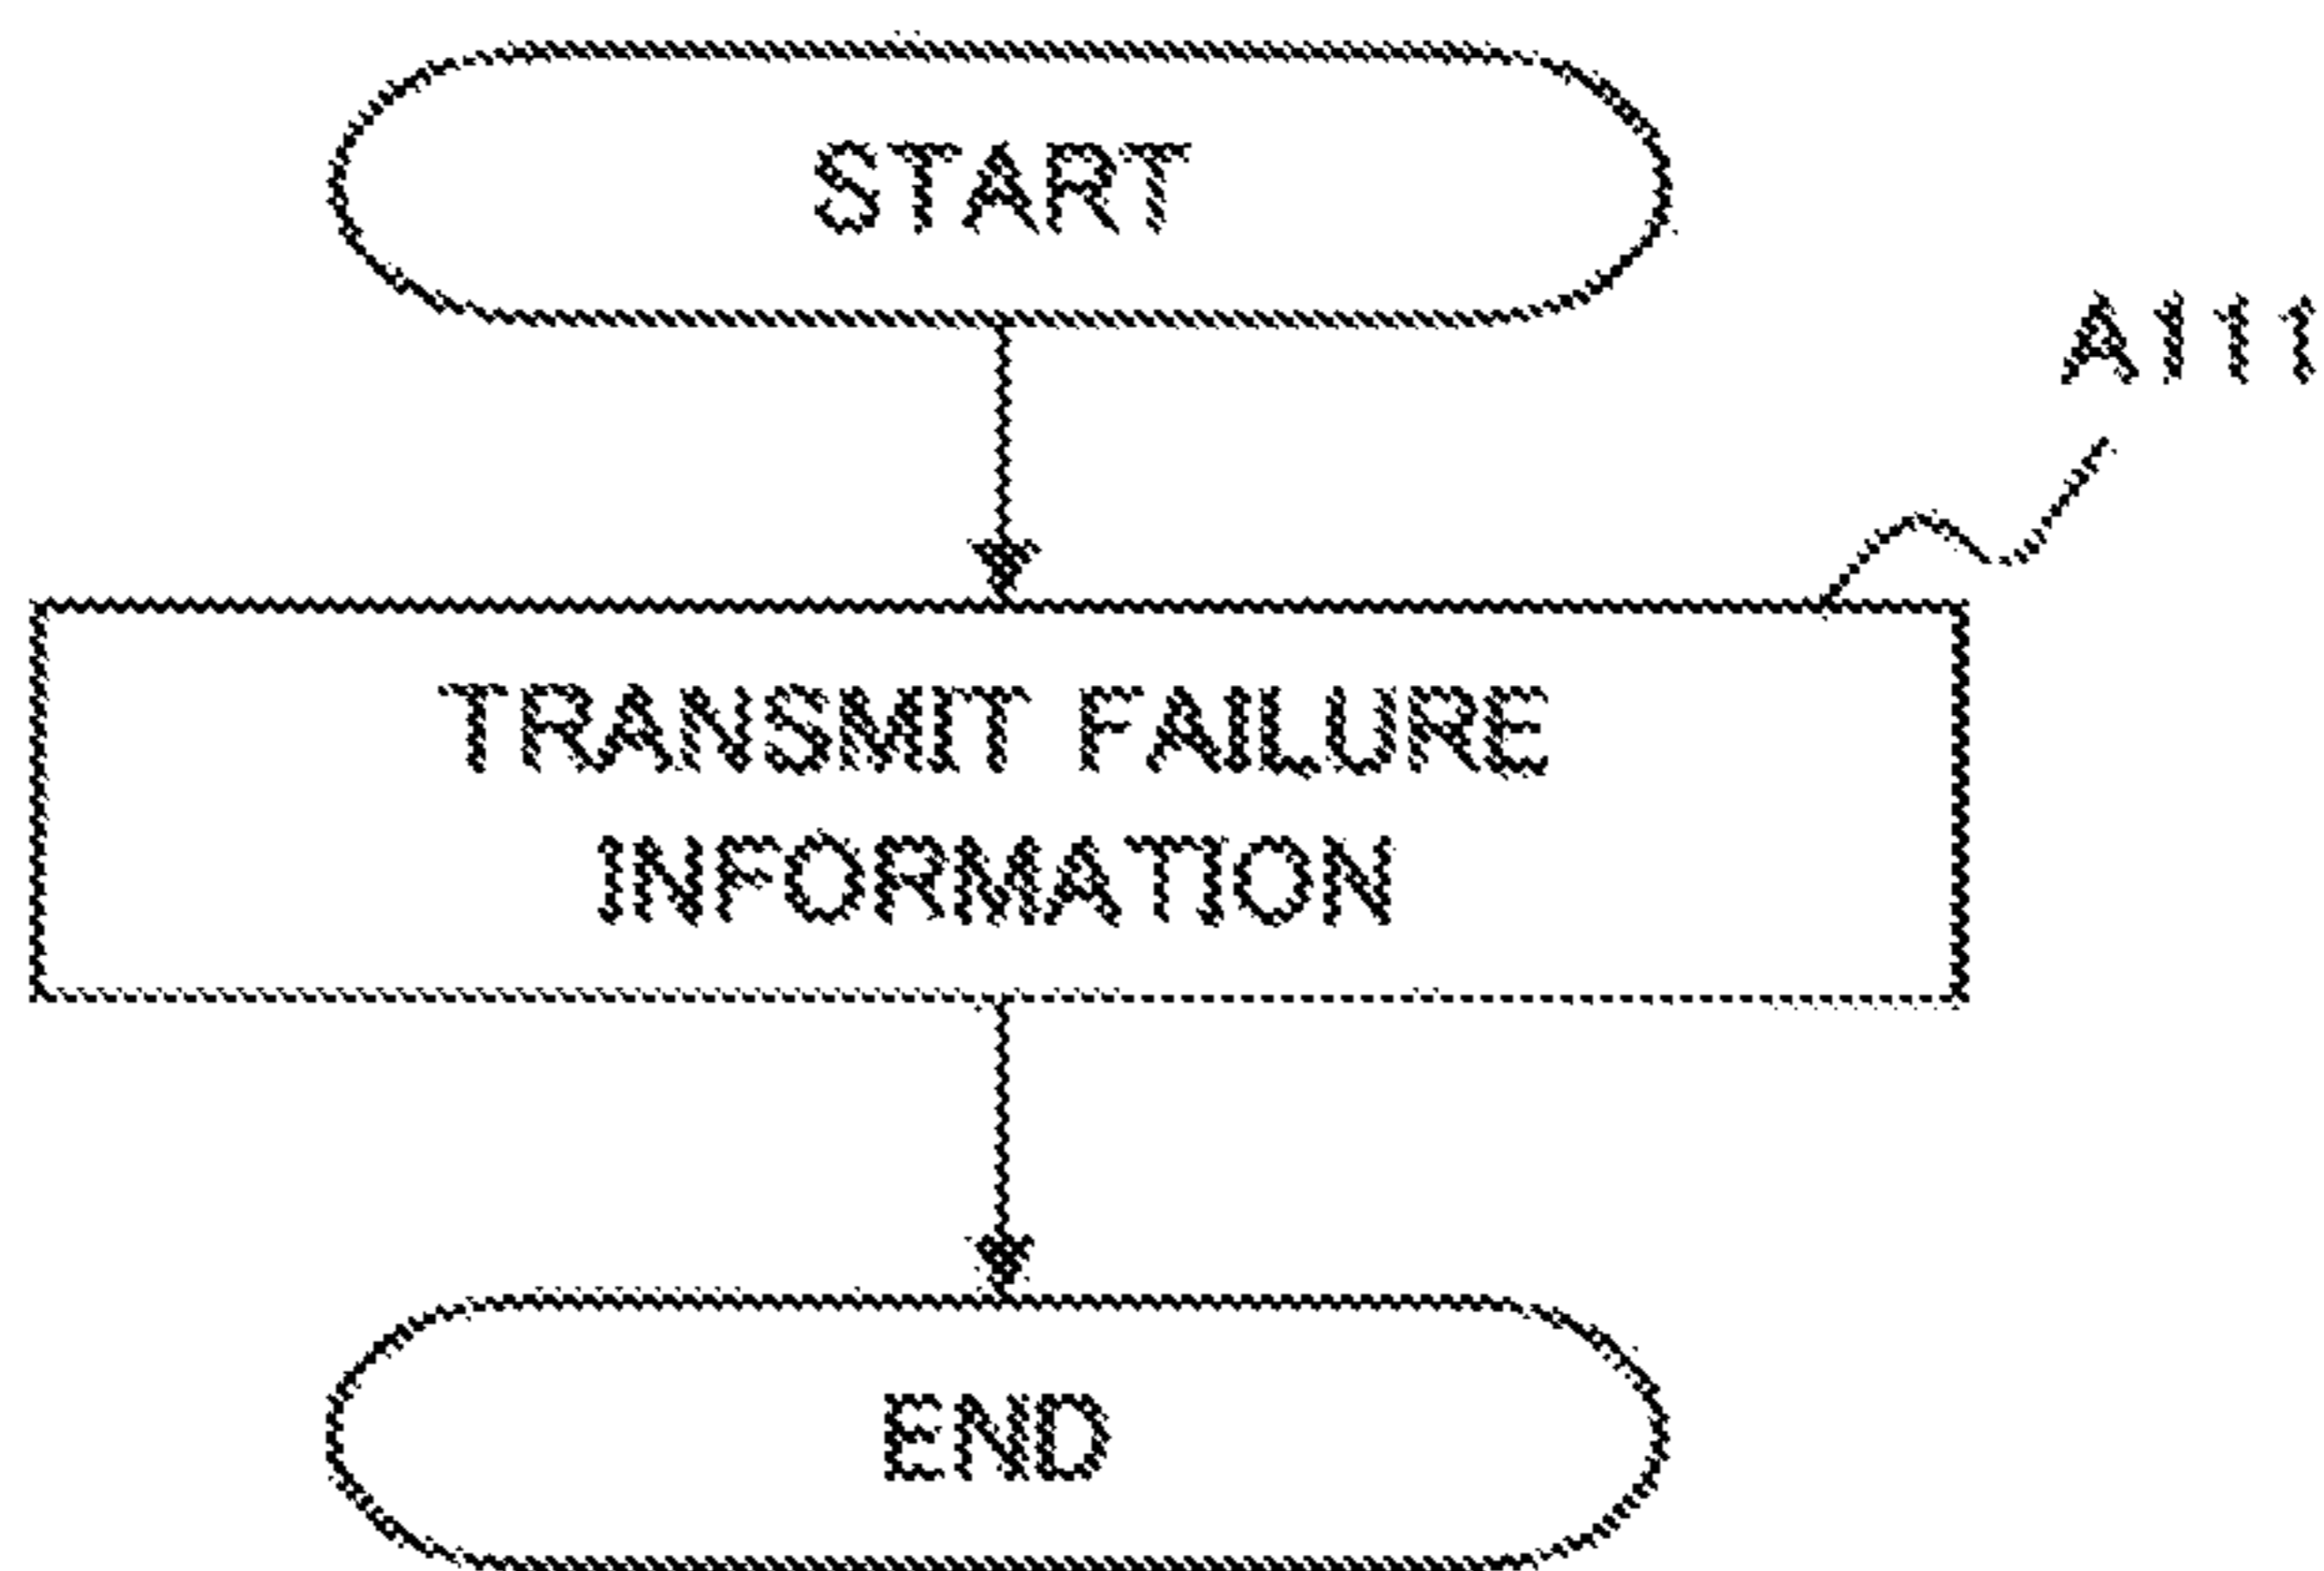 START
A111
TRANSMIT FAILURE
INFORMATION
END